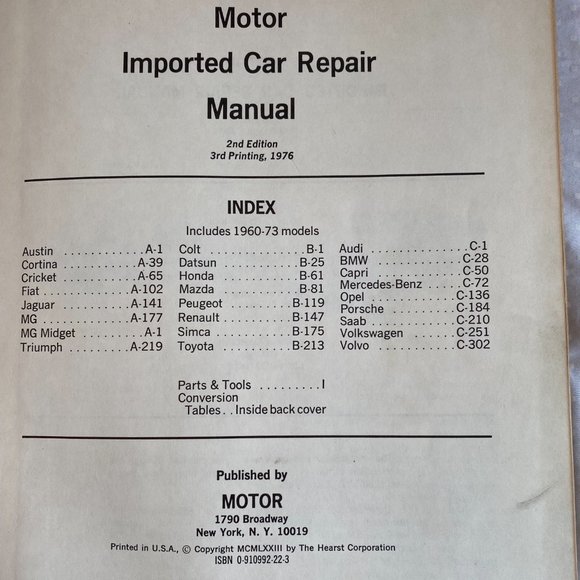 Motor
Imported Car Repair
Manual
2nd Edition
3rd Printing, 1976
INDEX
Includes 1960-73 models
Austin . . . . . . . . . . . . A-1
Cortina . . . . . . . . . . A-39
Cricket . . . . . . . . . . A-65
Fiat . . . . . . . . . . . . A-102
Jaguar . . . . . . . . . . A-141
MG . . . . . . . . . . . . A-177
MG Midget . . . . . . . . A-1
Triumph . . . . . . . . . A-219
Colt . . . . . . . . . . . . . . B-1
Datsun . . . . . . . . . . . B-25
Honda . . . . . . . . . . . B-61
Mazda . . . . . . . . . . . B-81
Peugeot . . . . . . . . . B-119
Renault . . . . . . . . . . B-147
Simca . . . . . . . . . . . B-175
Toyota . . . . . . . . . . B-213
Audi . . . . . . . . . . . . . . C-1
BMW . . . . . . . . . . . . C-28
Capri . . . . . . . . . . . . C-50
Mercedes-Benz . . . . . C-72
Opel . . . . . . . . . . . . C-136
Porsche . . . . . . . . . . C-184
Saab . . . . . . . . . . . . C-210
Volkswagen . . . . . . . C-251
Volvo . . . . . . . . . . . . C-302
Parts & Tools . . . . . . . . . I
Conversion
Tables . . Inside back cover
Published by
MOTOR
1790 Broadway
New York, N. Y. 10019
Printed in U.S.A., © Copyright MCMLXXIII by The Hearst Corporation
ISBN 0-910992-22-3